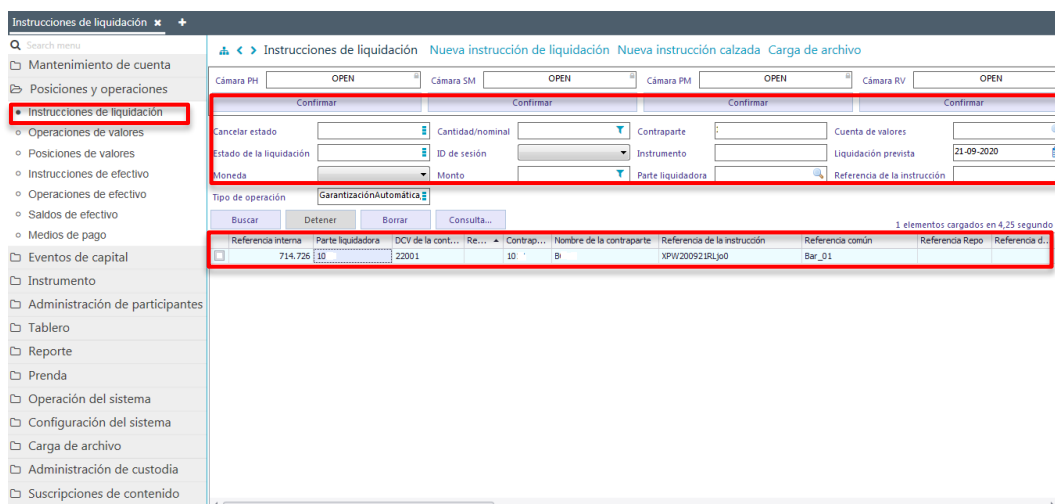 Instrucciones de liquidación × +
Search menu
Mantenimiento de cuenta
Posiciones y operaciones
Instrucciones de liquidación
Operaciones de valores
Posiciones de valores
Instrucciones de efectivo
Operaciones de efectivo
Saldos de efectivo
Medios de pago
Eventos de capital
Instrumento
Administración de participantes
Tablero
Reporte
Prenda
Operación del sistema
Configuración del sistema
Carga de archivo
Administración de custodia
Suscripciones de contenido
Instrucciones de liquidación Nueva instrucción de liquidación Nueva instrucción calzada Carga de archivo
Cámara PH OPEN Cámara SM OPEN Cámara PM OPEN Cámara RV OPEN
Confirmar Confirmar Confirmar Confirmar
Cancelar estado Cantidad/nominal Contraparte Cuenta de valores
Estado de la liquidación ID de sesión Instrumento Liquidación prevista 21-09-2020
Moneda Monto Parte liquidadora Referencia de la instrucción
Tipo de operación GarantizaciónAutomática,
Buscar Detener Borrar Consulta...
1 elementos cargados en 4,25 segundo
Referencia interna Parte liquidadora DCV de la cont... Re... Contrap... Nombre de la contraparte Referencia de la instrucción Referencia común Referencia Repo Referencia d...
714.726 10 22001 10 B XPW200921RLjo0 Bar_01